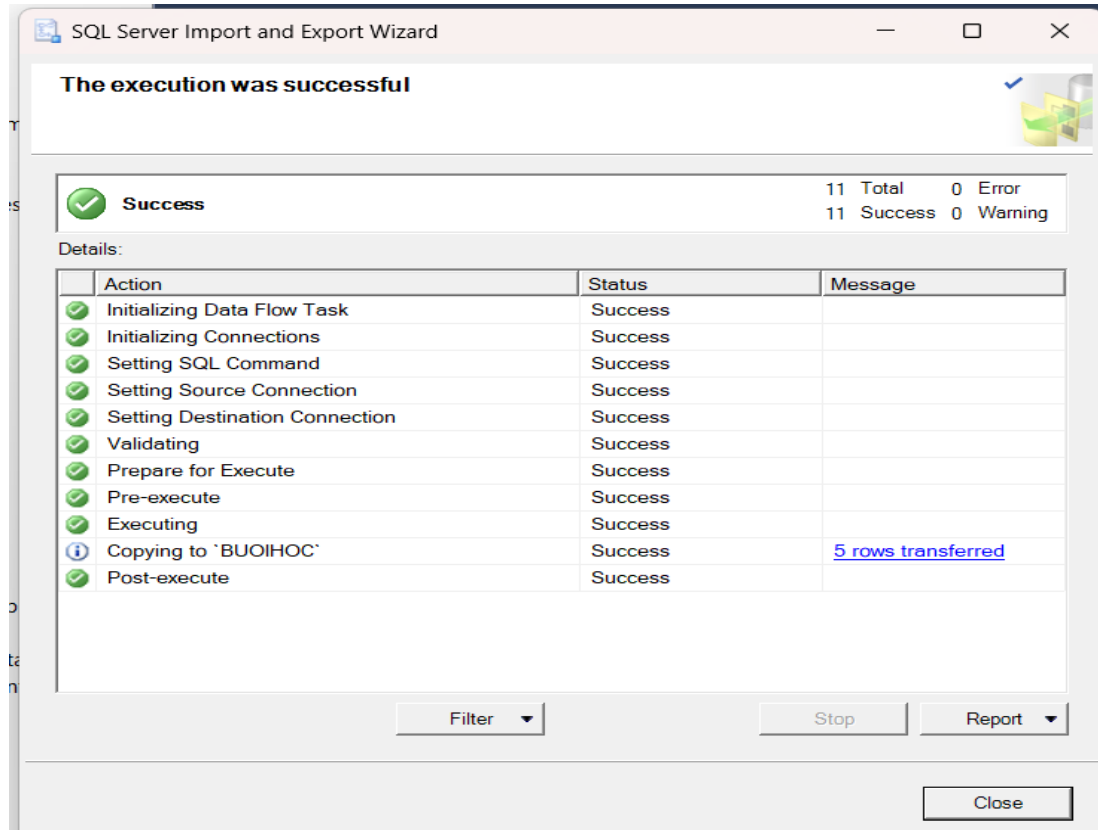 SQL Server Import and Export Wizard
The execution was successful
Success
11 Total 0 Error
11 Success 0 Warning
Details:
Action Status Message
Initializing Data Flow Task Success
Initializing Connections Success
Setting SQL Command Success
Setting Source Connection Success
Setting Destination Connection Success
Validating Success
Prepare for Execute Success
Pre-execute Success
Executing Success
Copying to `BUOIHOC` Success 5 rows transferred
Post-execute Success
Filter Stop Report
Close